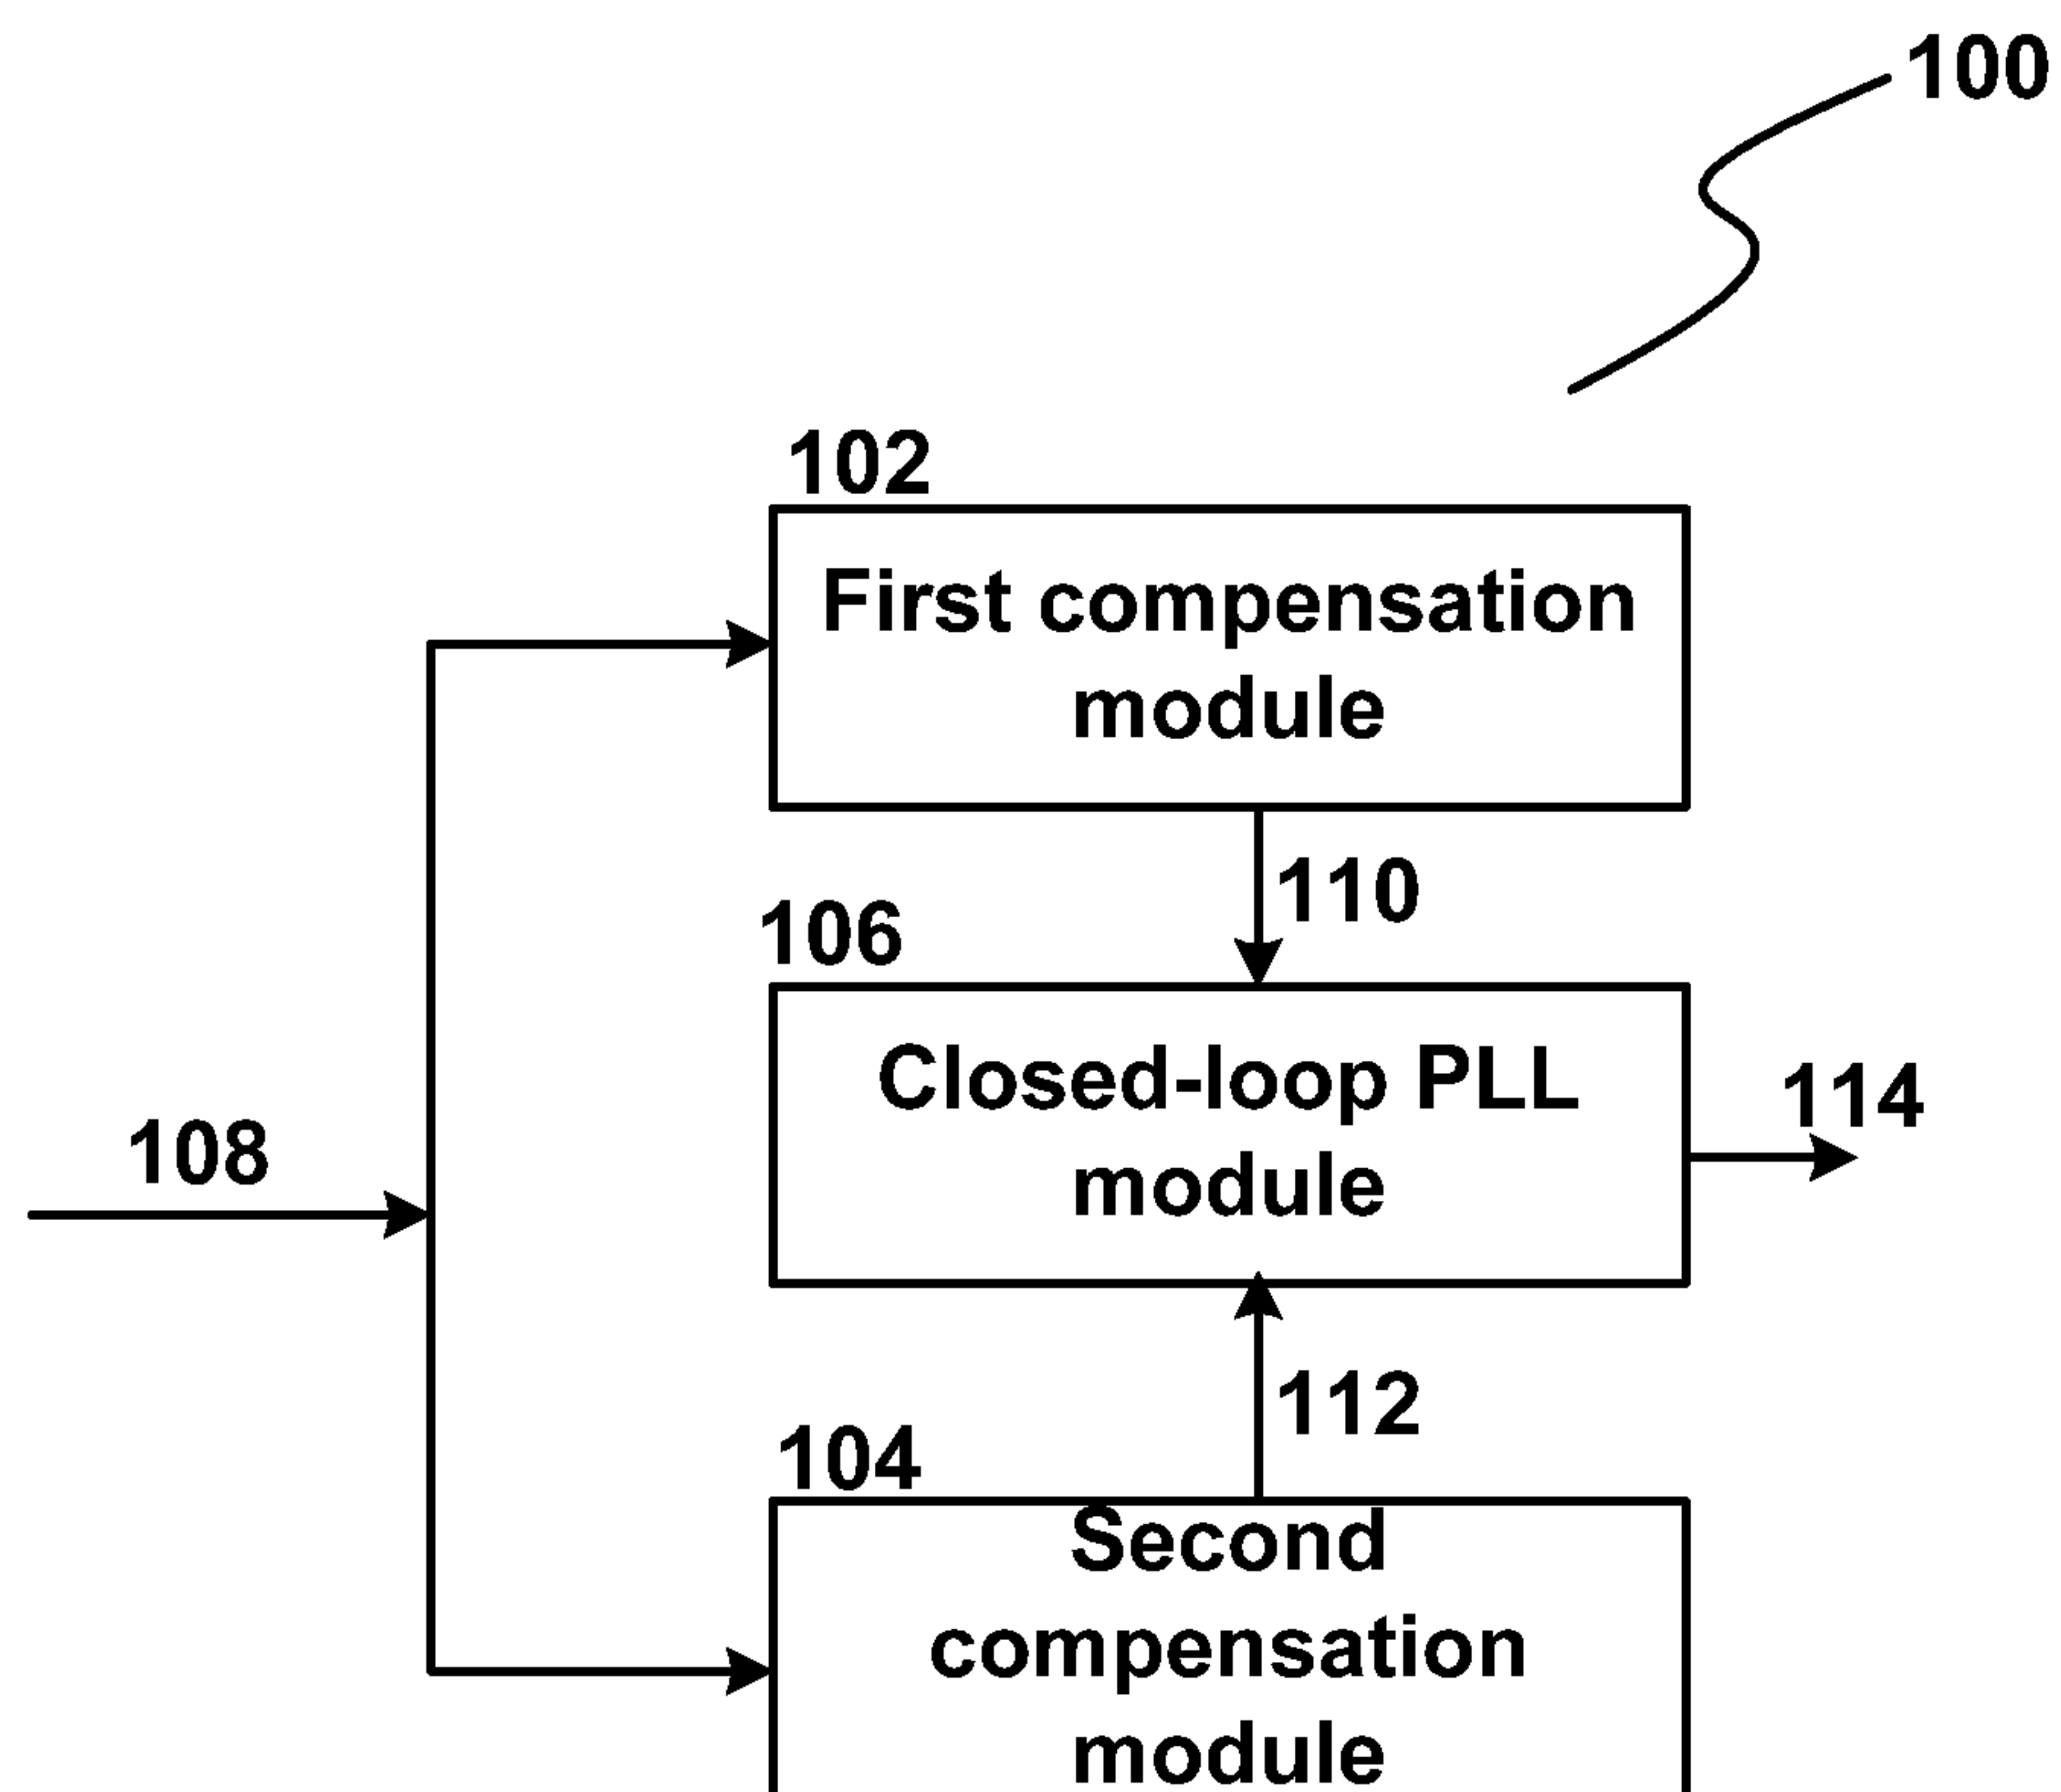 100
102
First compensation
module
110
106
Closed-loop PLL
module
114
108
112
104
Second
compensation
module